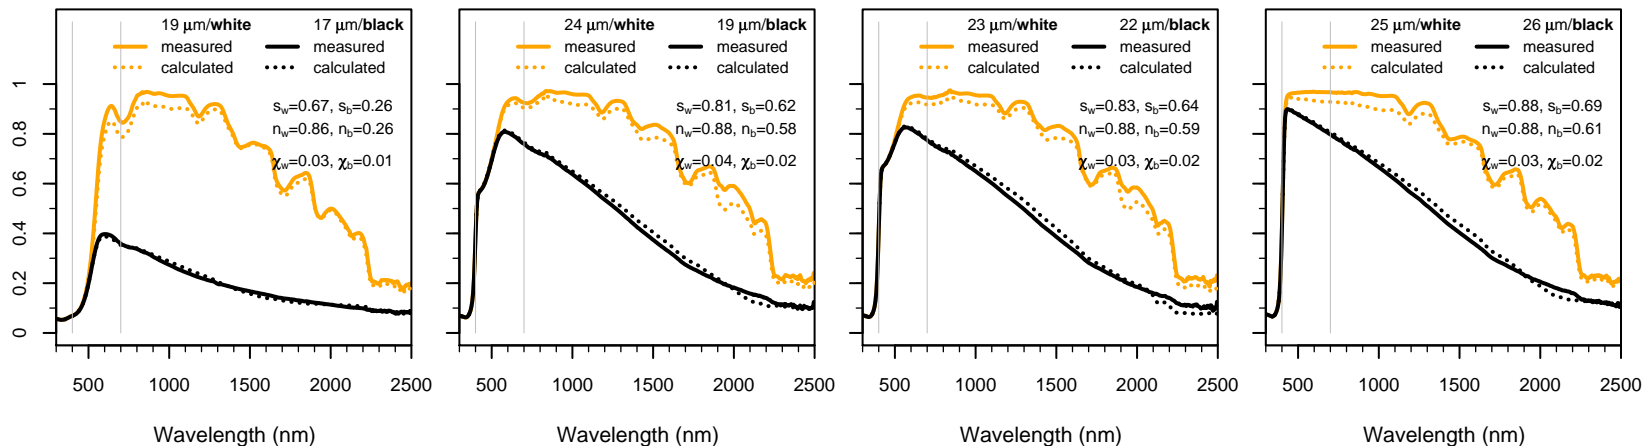 19 μm/white 17 μm/black
measured measured
calculated calculated
s_w=0.67, s_b=0.26
n_w=0.86, n_b=0.26
χ_w=0.03, χ_b=0.01
24 μm/white 19 μm/black
measured measured
calculated calculated
s_w=0.81, s_b=0.62
n_w=0.88, n_b=0.58
χ_w=0.04, χ_b=0.02
23 μm/white 22 μm/black
measured measured
calculated calculated
s_w=0.83, s_b=0.64
n_w=0.88, n_b=0.59
χ_w=0.03, χ_b=0.02
25 μm/white 26 μm/black
measured measured
calculated calculated
s_w=0.88, s_b=0.69
n_w=0.88, n_b=0.61
χ_w=0.03, χ_b=0.02
1
0.8
0.6
0.4
0.2
0
500 1000 1500 2000 2500 500 1000 1500 2000 2500 500 1000 1500 2000 2500 500 1000 1500 2000 2500
Wavelength (nm) Wavelength (nm) Wavelength (nm) Wavelength (nm)